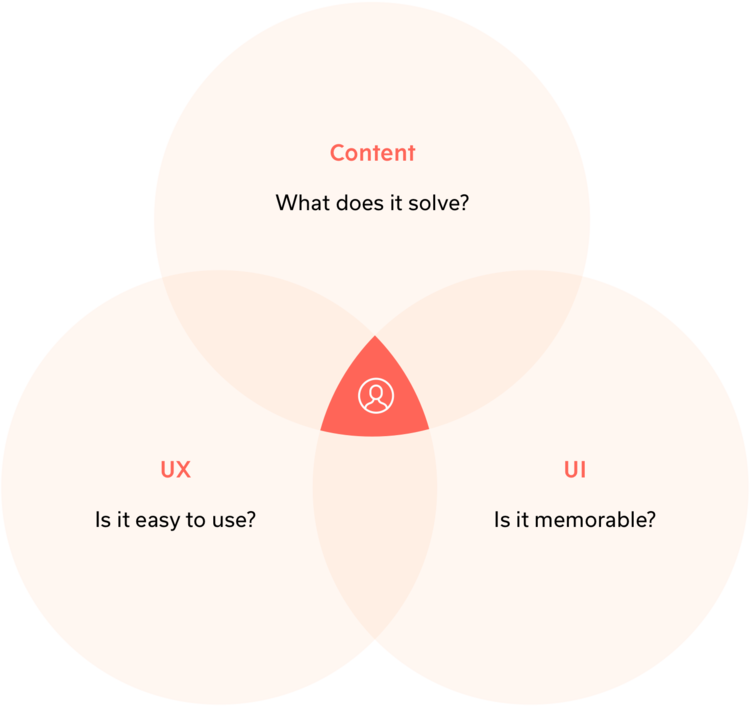 Content
What does it solve?
UX
Is it easy to use?
UI
Is it memorable?